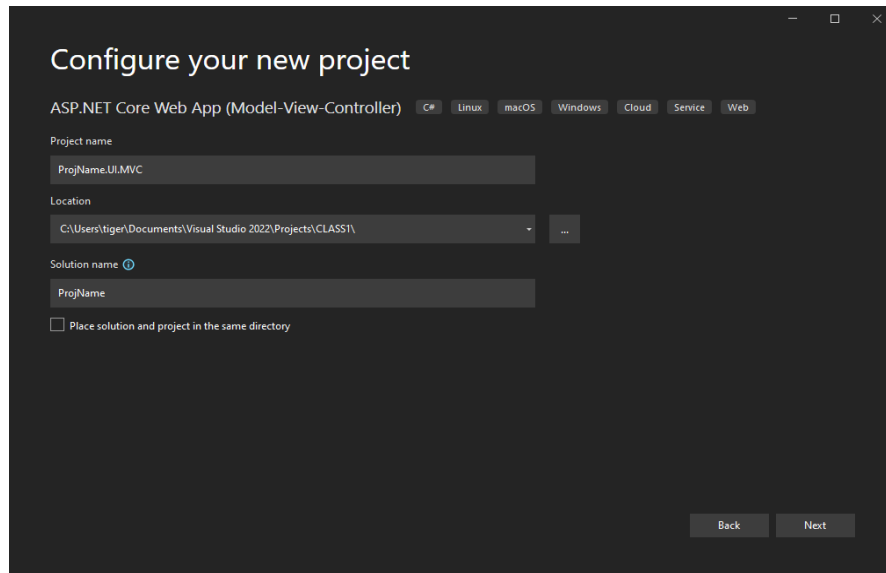 Configure your new project
ASP.NET Core Web App (Model-View-Controller) C# Linux macOS Windows Cloud Service Web
Project name
ProjName.UI.MVC
Location
C:\Users\tiger\Documents\Visual Studio 2022\Projects\CLASS1\
...
Solution name
ProjName
Place solution and project in the same directory
Back Next